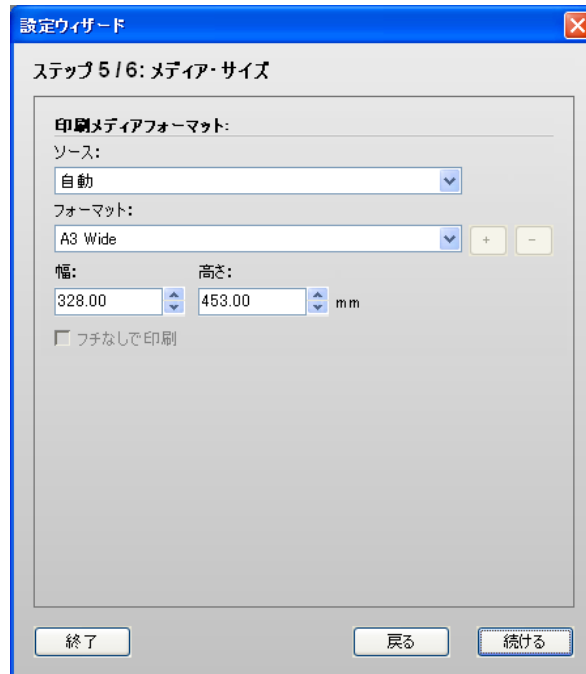 設定ウィザード
ステップ 5 / 6: メディア・サイズ
印刷メディアフォーマット:
ソース:
自動
フォーマット:
A3 Wide
+ -
幅: 高さ:
328.00 453.00 mm
フチなしで印刷
終了 戻る 続ける